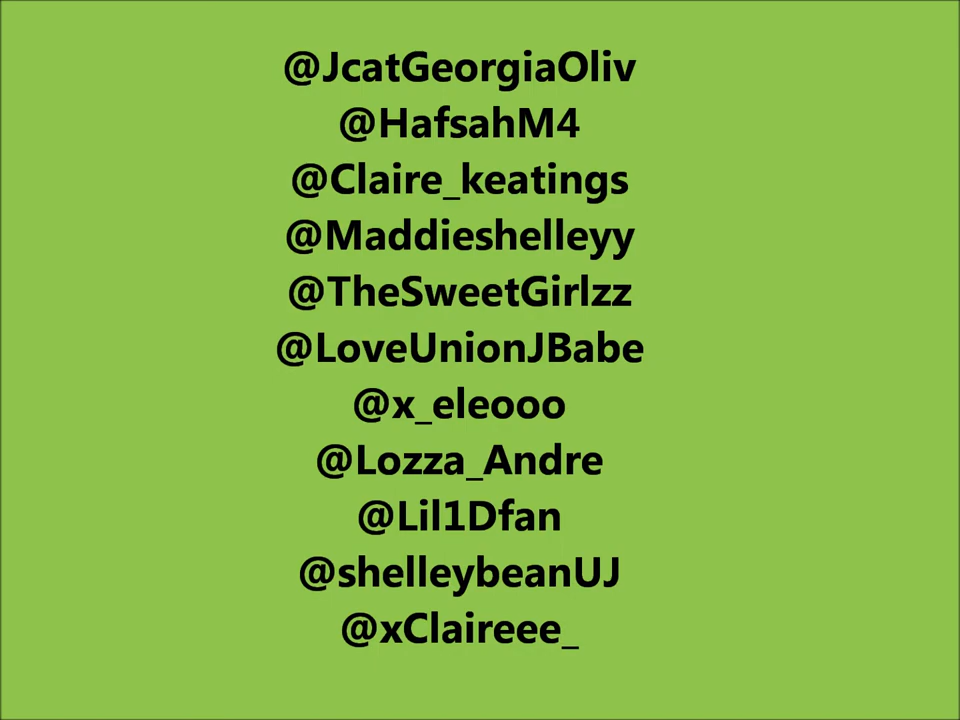 @JcatGeorgiaOliv
@HafsahM4
@Claire_keatings
@Maddieshelleyy
@TheSweetGirlzz
@LoveUnionJBabe
@x_eleooo
@Lozza_Andre
@Lil1Dfan
@shelleybeanUJ
@xClaireee_